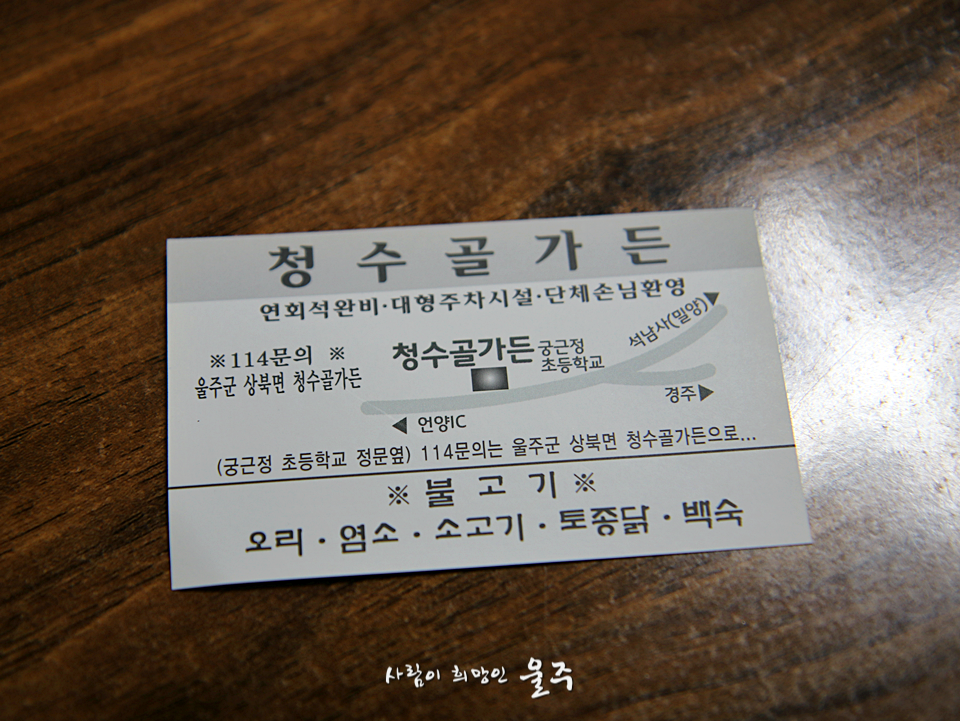 청수골가든
연회석완비·대형주차시설·단체손님환영
※114문의 ※
울주군 상북면 청수골가든
청수골가든
궁근정
초등학교
석남사(밀양)▼
경주▶
◀ 언양IC
(궁근정 초등학교 정문옆) 114문의는 울주군 상북면 청수골가든으로...
※ 불 고 기 ※
오리 · 염소 · 소고기 · 토종닭 · 백숙
사람이 희망인 울주